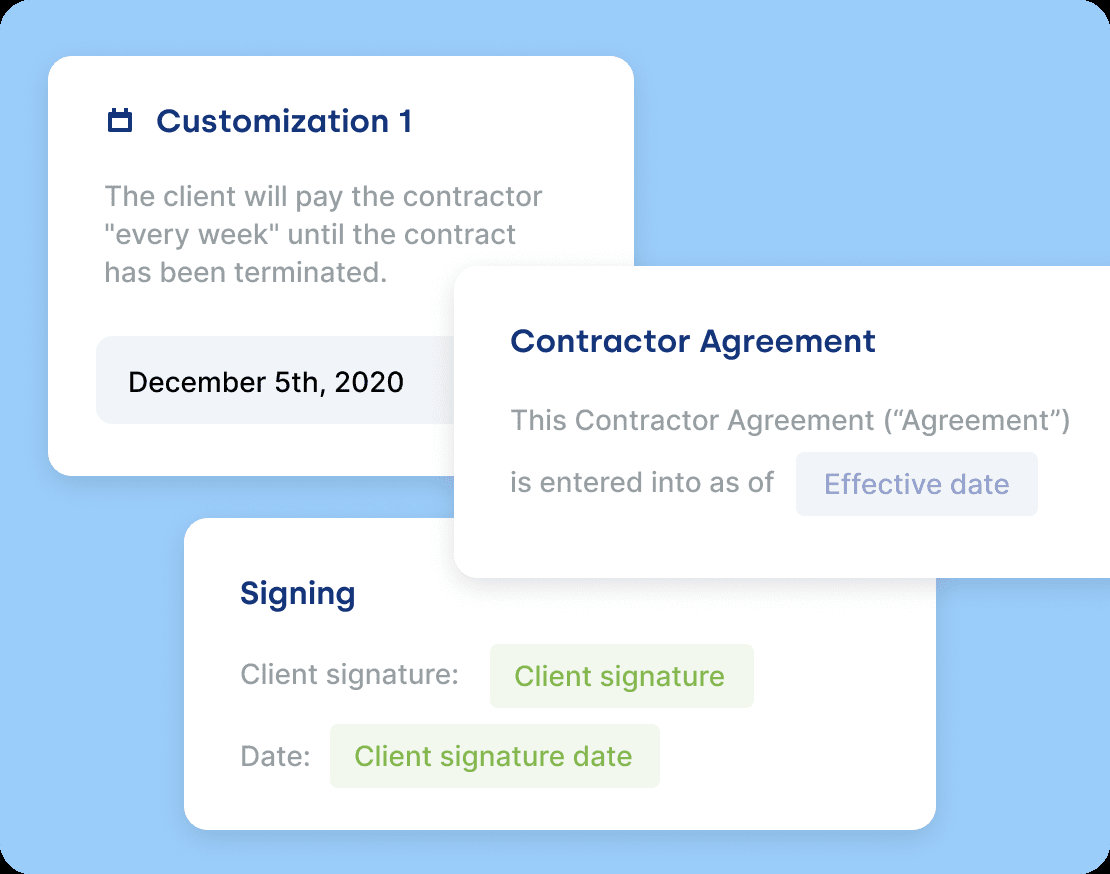 Customization 1
The client will pay the contractor
"every week" until the contract
has been terminated.
December 5th, 2020
Contractor Agreement
This Contractor Agreement (“Agreement”)
is entered into as of Effective date
Signing
Client signature: Client signature
Date: Client signature date